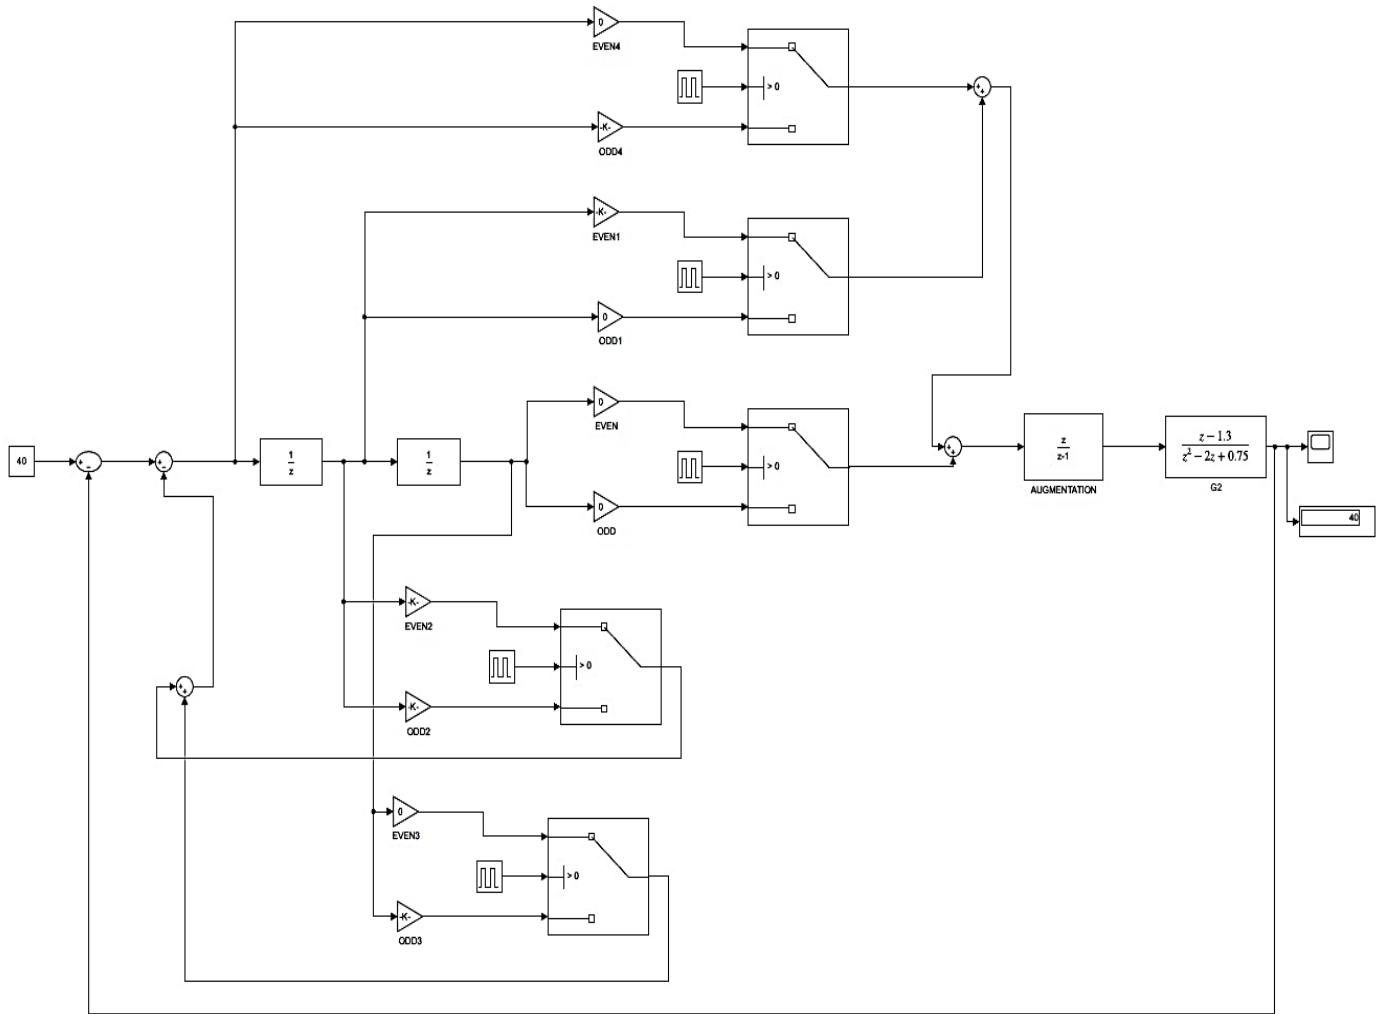 0
EVEN4
> 0
-K-
ODD4
-K-
EVEN1
> 0
0
ODD1
0
EVEN
> 0
0
ODD
40
1
z
1
z
z
z-1
AUGMENTATION
z − 1.3
z² − 2z + 0.75
G2
40
-K-
EVEN2
> 0
-K-
ODD2
0
EVEN3
> 0
-K-
ODD3